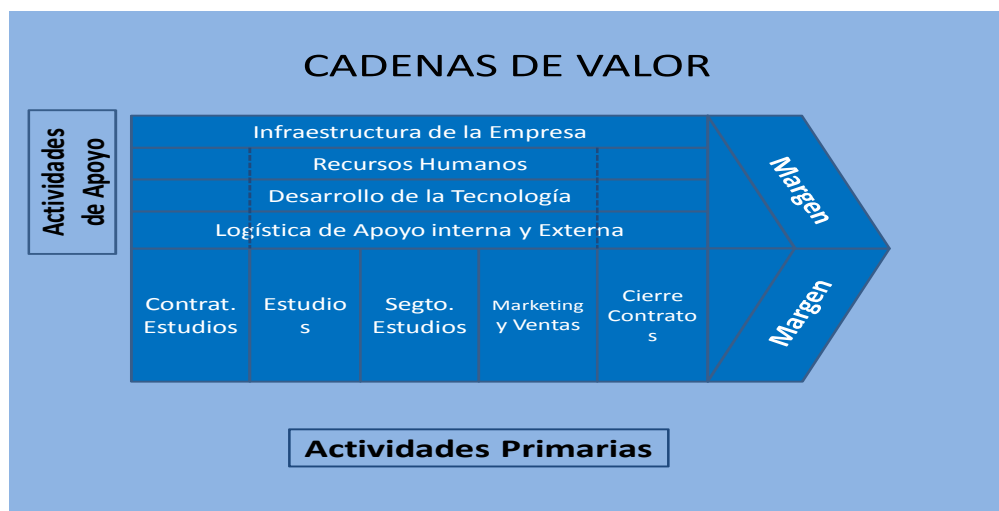 CADENAS DE VALOR
Actividades
de Apoyo
Infraestructura de la Empresa
Recursos Humanos
Desarrollo de la Tecnología
Logística de Apoyo interna y Externa
Contrat.
Estudios
Estudio
s
Segto.
Estudios
Marketing
y Ventas
Cierre
Contrato
s
Margen
Margen
Actividades Primarias